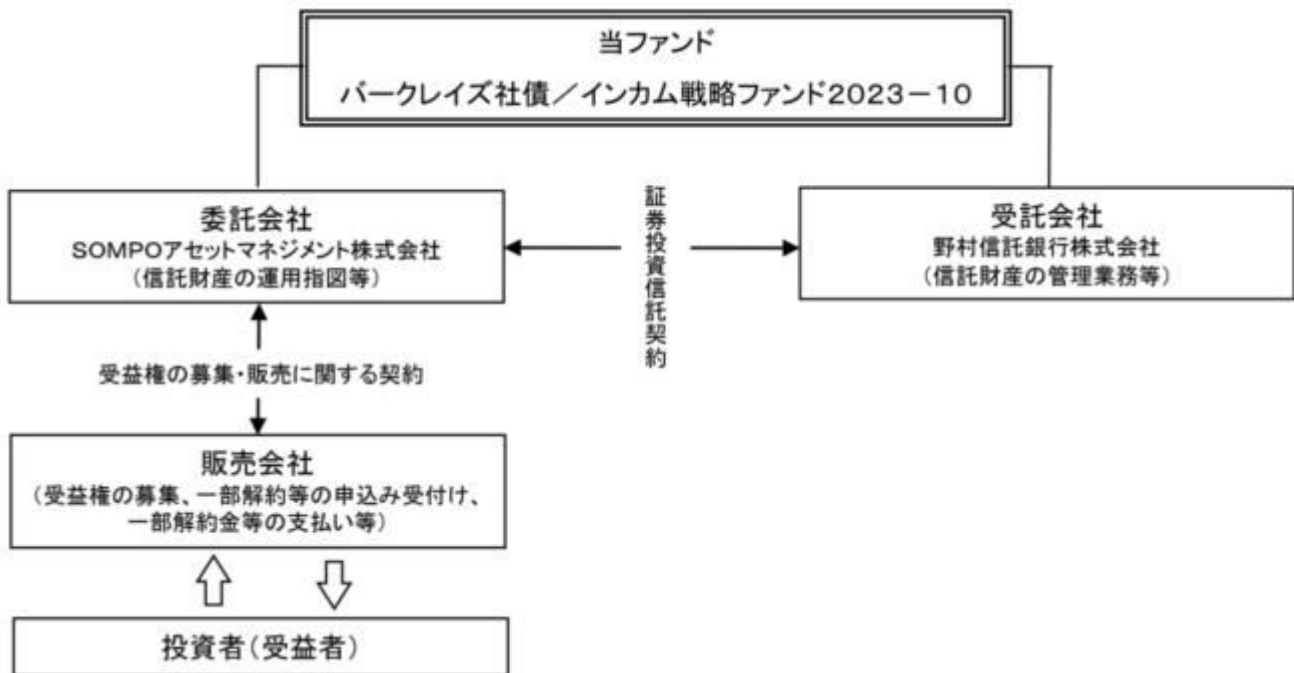 当ファンド
バークレイズ社債／インカム戦略ファンド2023－10
委託会社
SOMPOアセットマネジメント株式会社
（信託財産の運用指図等）
証券投資信託契約
受託会社
野村信託銀行株式会社
（信託財産の管理業務等）
受益権の募集・販売に関する契約
販売会社
（受益権の募集、一部解約等の申込み受付け、
一部解約金等の支払い等）
投資者（受益者）